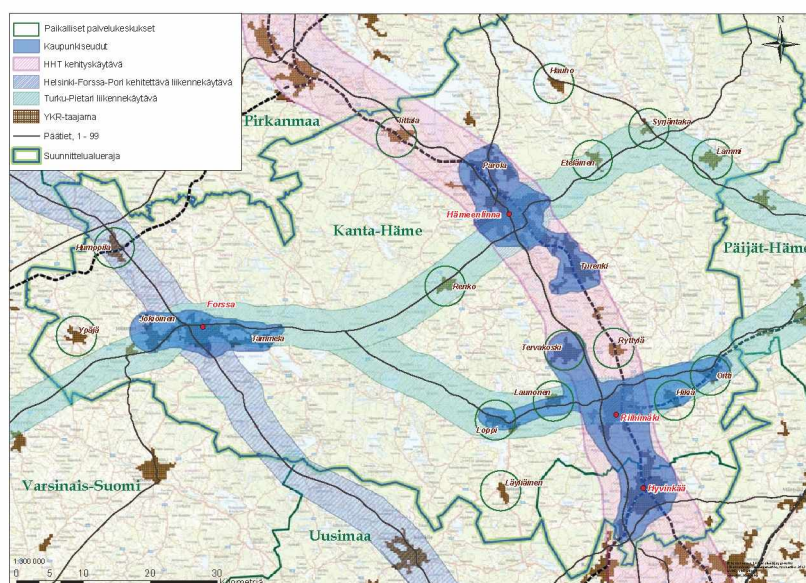 Paikalliset palvelukeskukset
Kaupunkiseudut
HHT kehityskäytävä
Helsinki-Forssa-Pori kehitettävä liikennekäytävä
Turku-Pietari liikennekäytävä
YKR-taajama
Päätiet, 1 - 99
Suunnittelualueraja
N
Hauho
Pirkanmaa
Iittala
Syrjäntaka
Parola
Eteläinen
Lammi
Hämeenlinna
Kanta-Häme
Päijät-Häme
Humppila
Turenki
Renko
Forssa
Jokioinen
Ypäjä
Tammela
Tervakoski
Ryttylä
Oitti
Launonen
Hikiä
Loppi
Riihimäki
Varsinais-Suomi
Läyliäinen
Hyvinkää
Uusimaa
1:300 000
0 5 10 20 30
Kilometriä